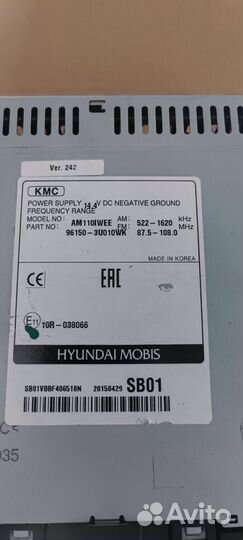 Ver. 242
KMC
POWER SUPPLY 14.4V DC NEGATIVE GROUND
FREQUENCY RANGE
MODEL NO: AM110IWEE AM: 522-1620 kHz
PART NO: 96150-3U010WK FM: 87.5-108.0 MHz
MADE IN KOREA
CE EAC
E11 10R-038066
HYUNDAI MOBIS
SB01VBBF406518N 20150429 SB01
C
035
Avito